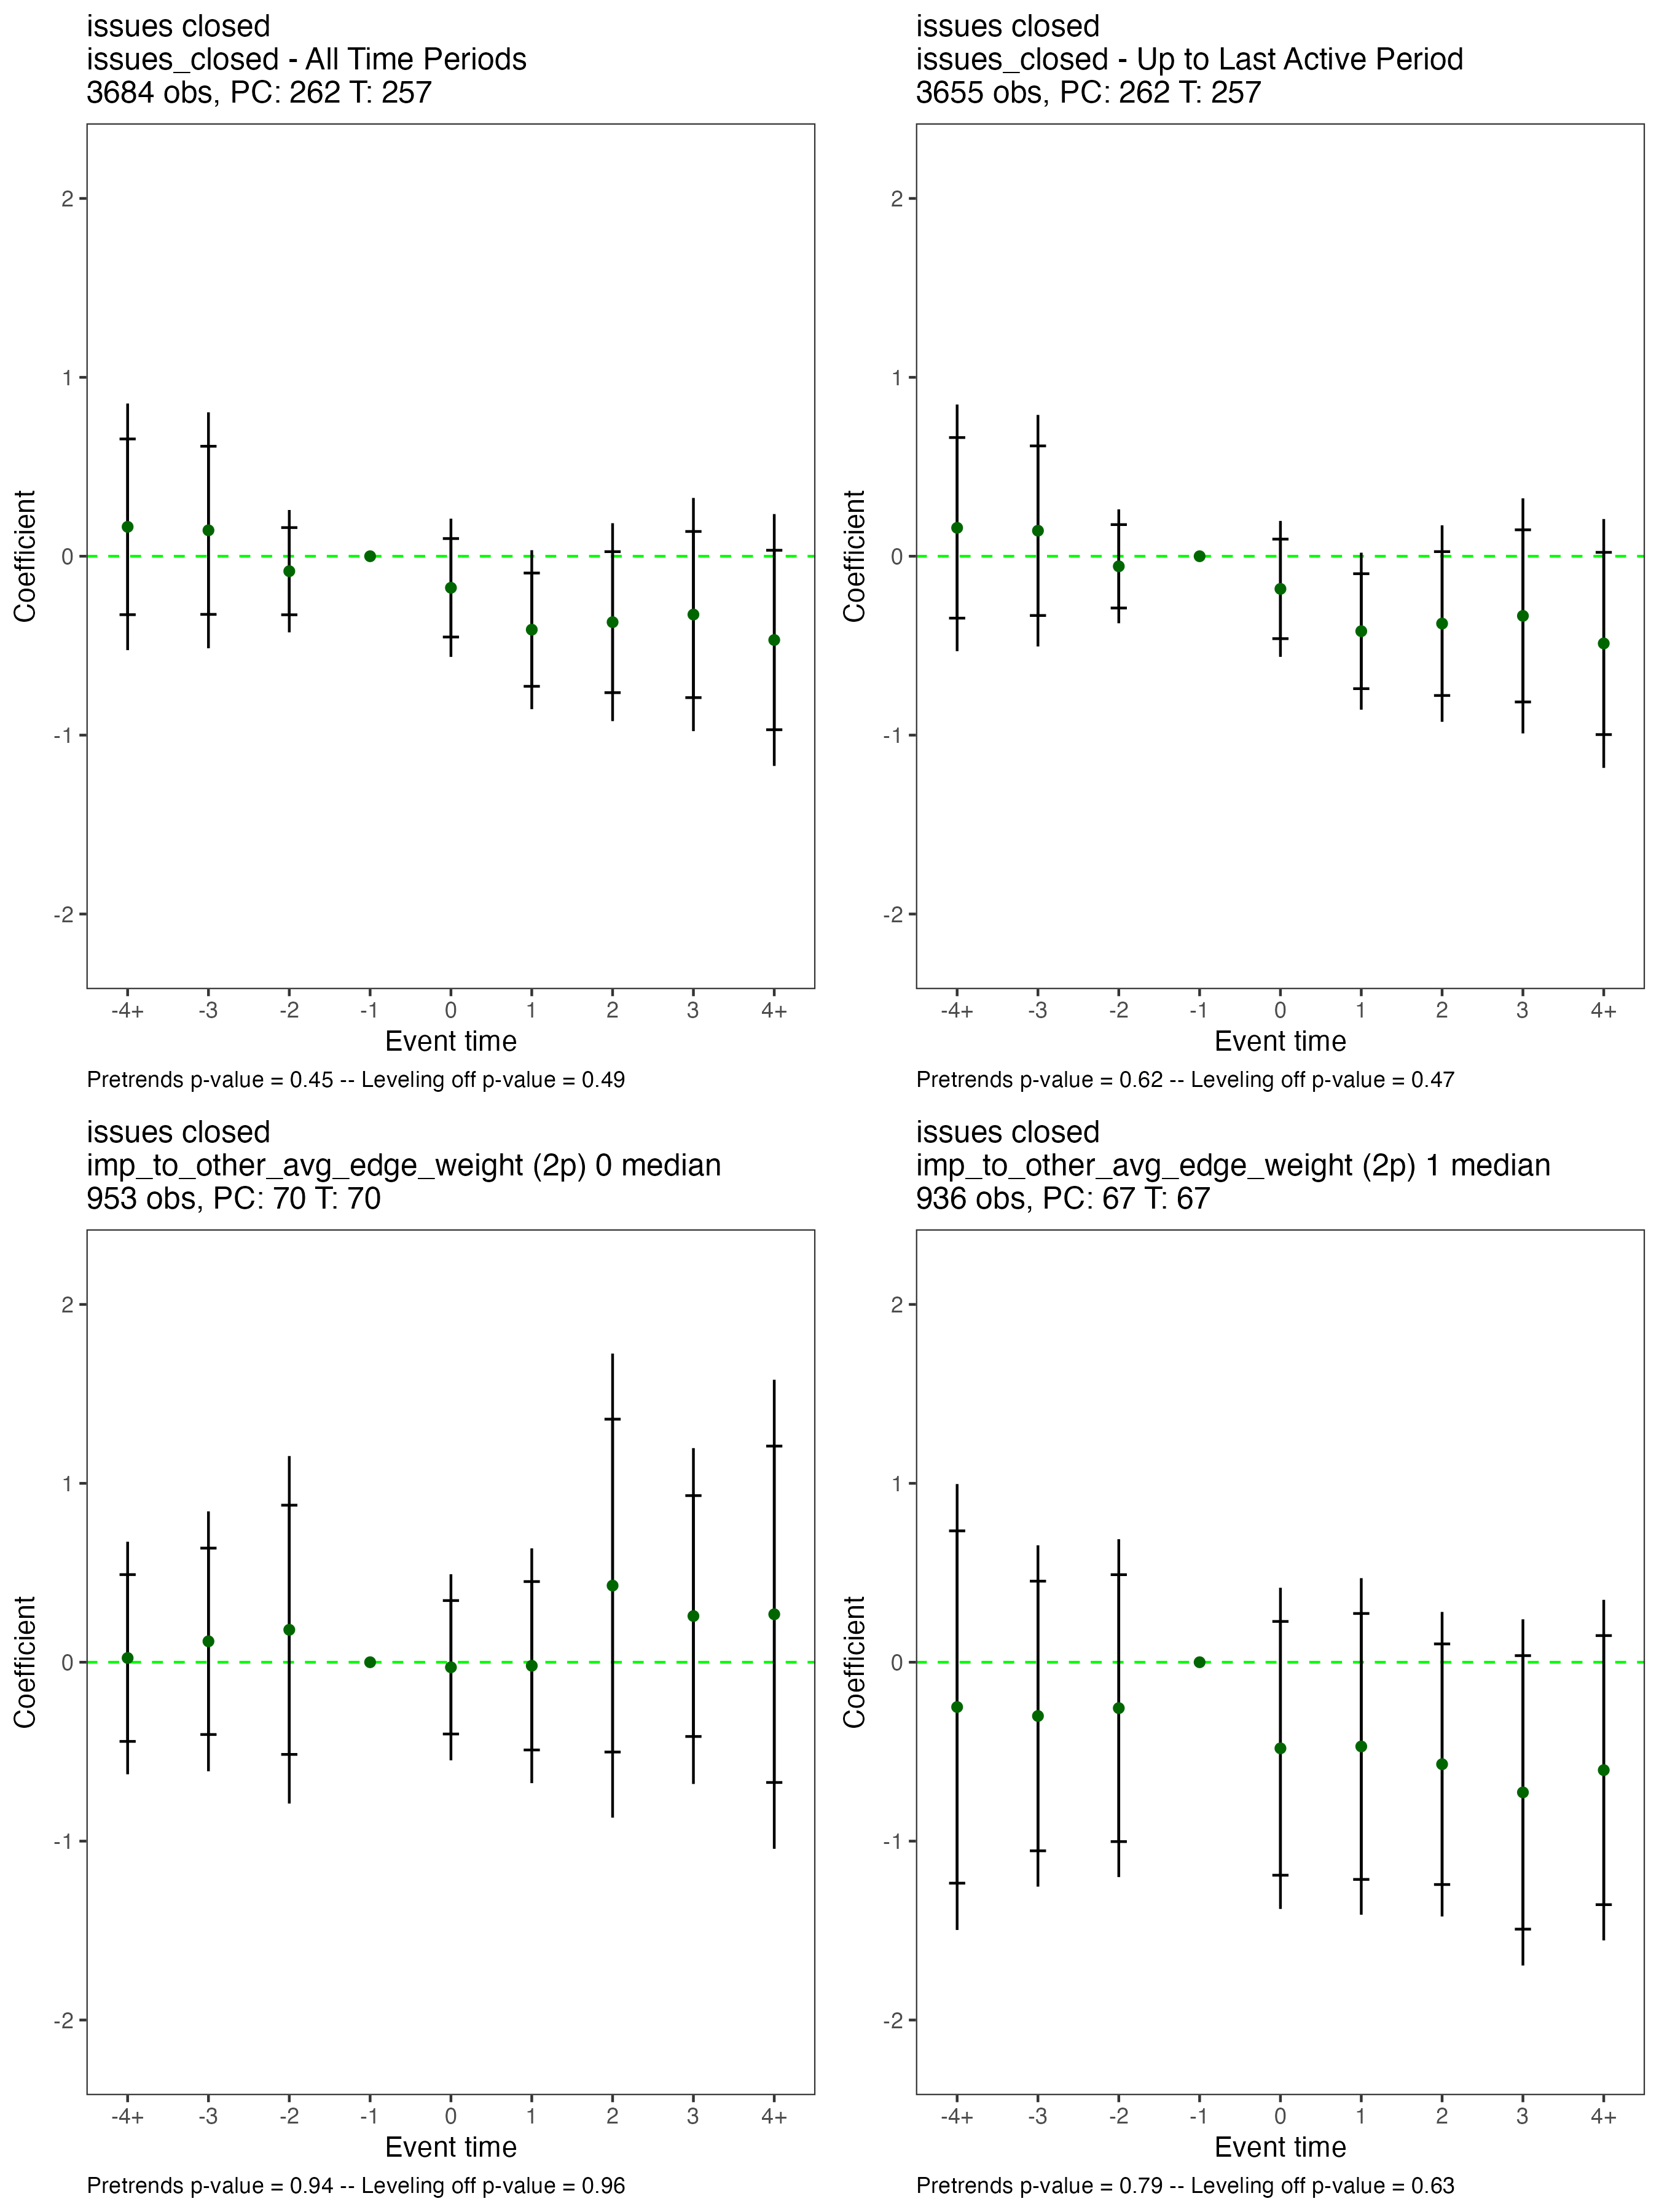 issues closed
issues_closed - All Time Periods
3684 obs, PC: 262 T: 257
Coefficient
2
1
0
-1
-2
-4+ -3 -2 -1 0 1 2 3 4+
Event time
Pretrends p-value = 0.45 -- Leveling off p-value = 0.49
issues closed
issues_closed - Up to Last Active Period
3655 obs, PC: 262 T: 257
Coefficient
2
1
0
-1
-2
-4+ -3 -2 -1 0 1 2 3 4+
Event time
Pretrends p-value = 0.62 -- Leveling off p-value = 0.47
issues closed
imp_to_other_avg_edge_weight (2p) 0 median
953 obs, PC: 70 T: 70
Coefficient
2
1
0
-1
-2
-4+ -3 -2 -1 0 1 2 3 4+
Event time
Pretrends p-value = 0.94 -- Leveling off p-value = 0.96
issues closed
imp_to_other_avg_edge_weight (2p) 1 median
936 obs, PC: 67 T: 67
Coefficient
2
1
0
-1
-2
-4+ -3 -2 -1 0 1 2 3 4+
Event time
Pretrends p-value = 0.79 -- Leveling off p-value = 0.63